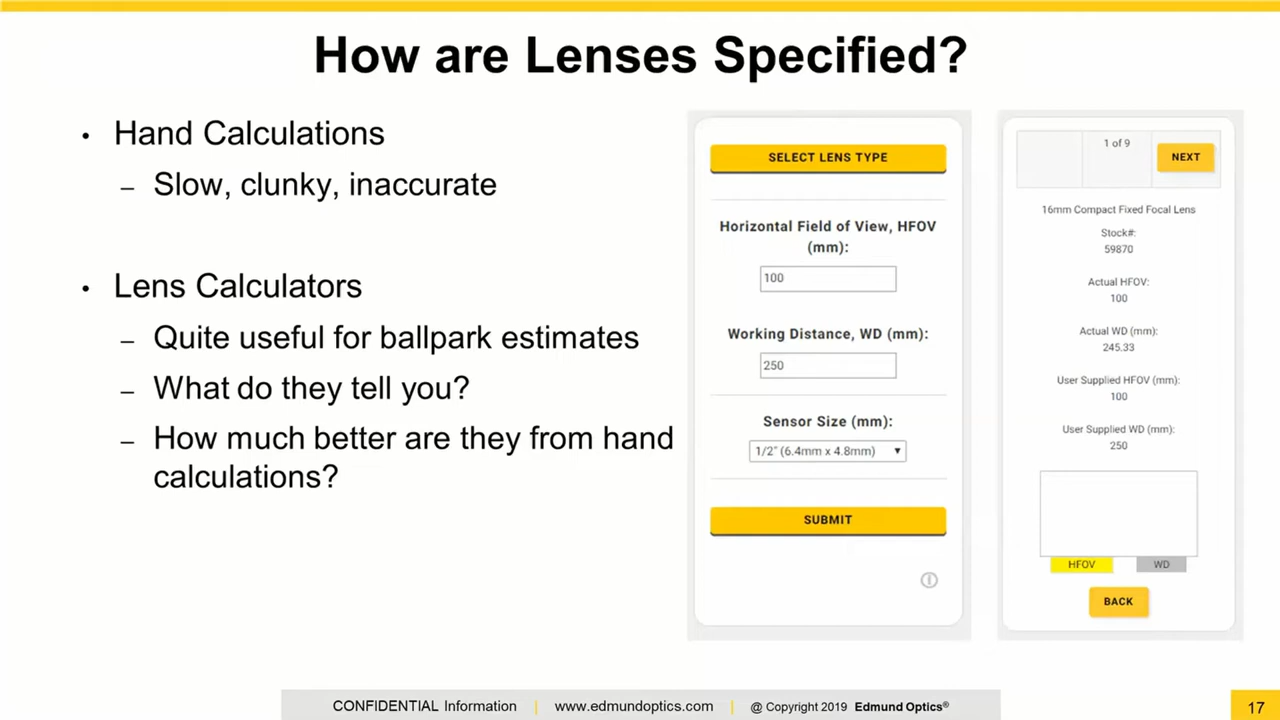 How are Lenses Specified?
• Hand Calculations
– Slow, clunky, inaccurate
• Lens Calculators
– Quite useful for ballpark estimates
– What do they tell you?
– How much better are they from hand
calculations?
SELECT LENS TYPE
Horizontal Field of View, HFOV
(mm):
100
Working Distance, WD (mm):
250
Sensor Size (mm):
1/2" (6.4mm x 4.8mm) ▼
SUBMIT
1 of 9
NEXT
16mm Compact Fixed Focal Lens
Stock#:
59870
Actual HFOV:
100
Actual WD (mm):
245.33
User Supplied HFOV (mm):
100
User Supplied WD (mm):
250
HFOV
WD
BACK
CONFIDENTIAL Information | www.edmundoptics.com | @ Copyright 2019 Edmund Optics®
17